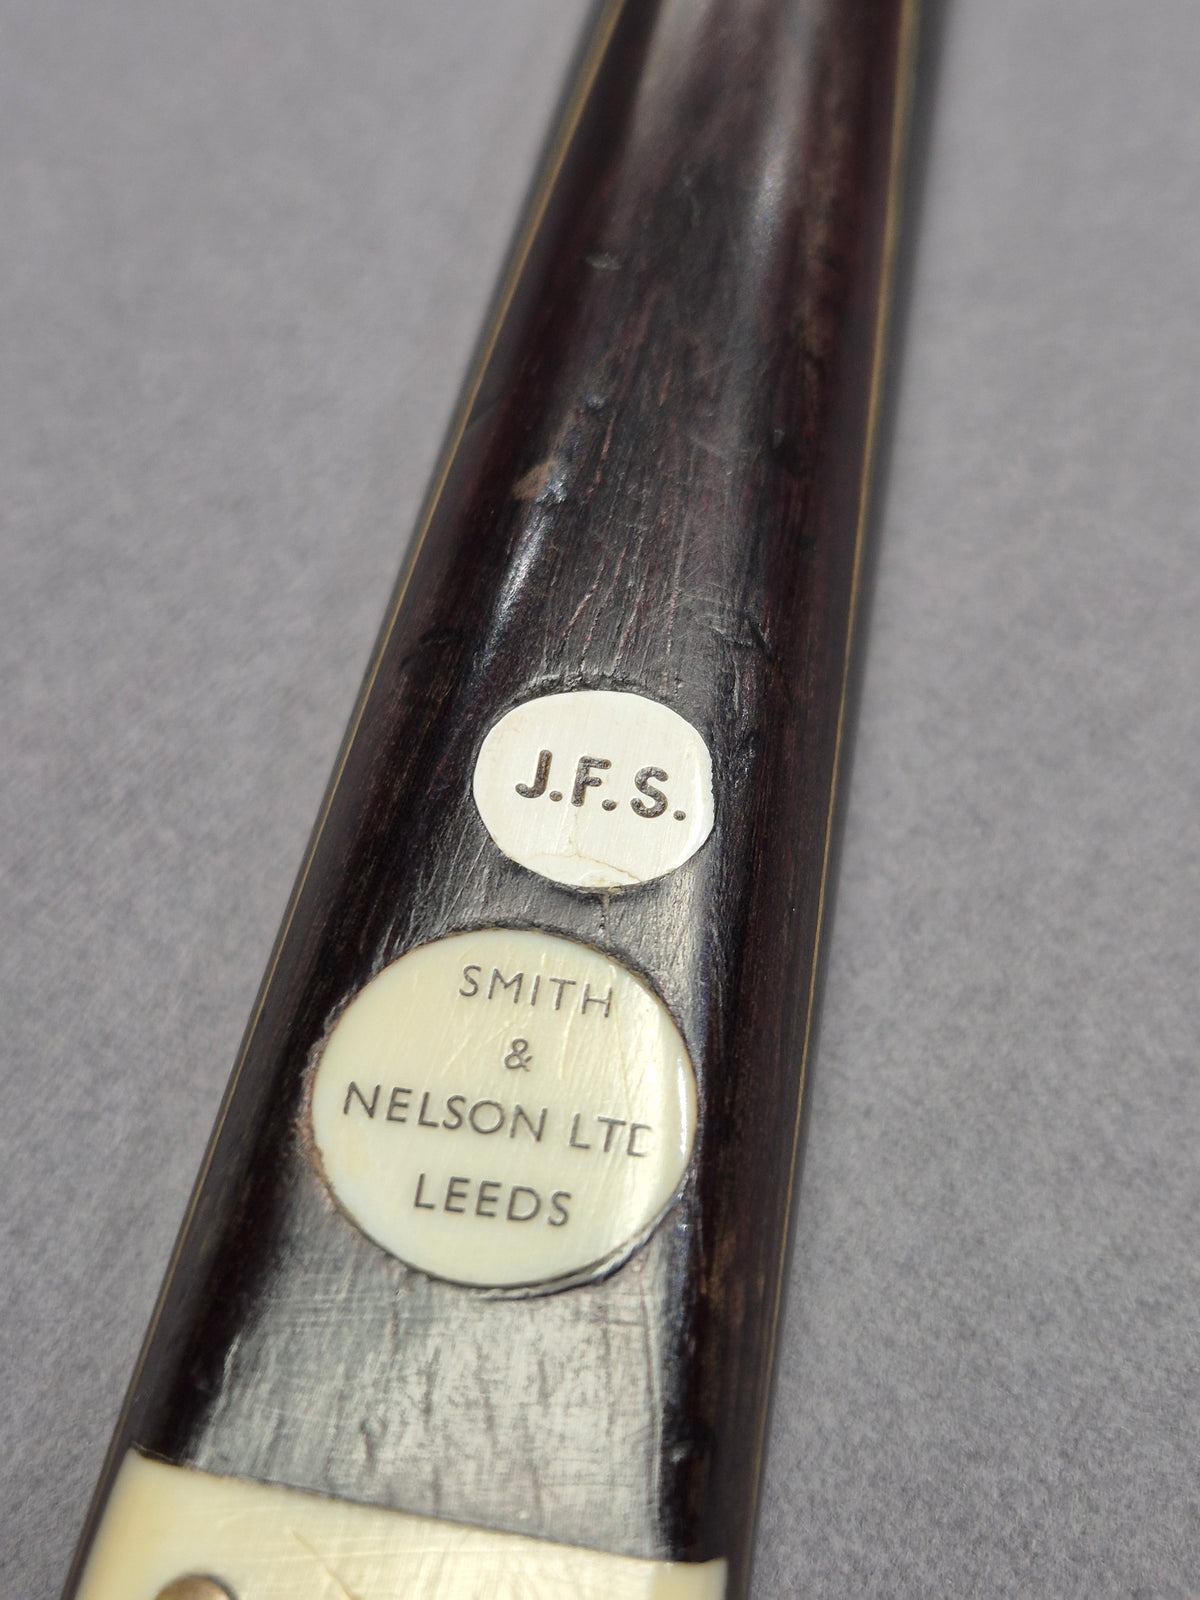 J.F.S.
SMITH
&
NELSON LTD
LEEDS